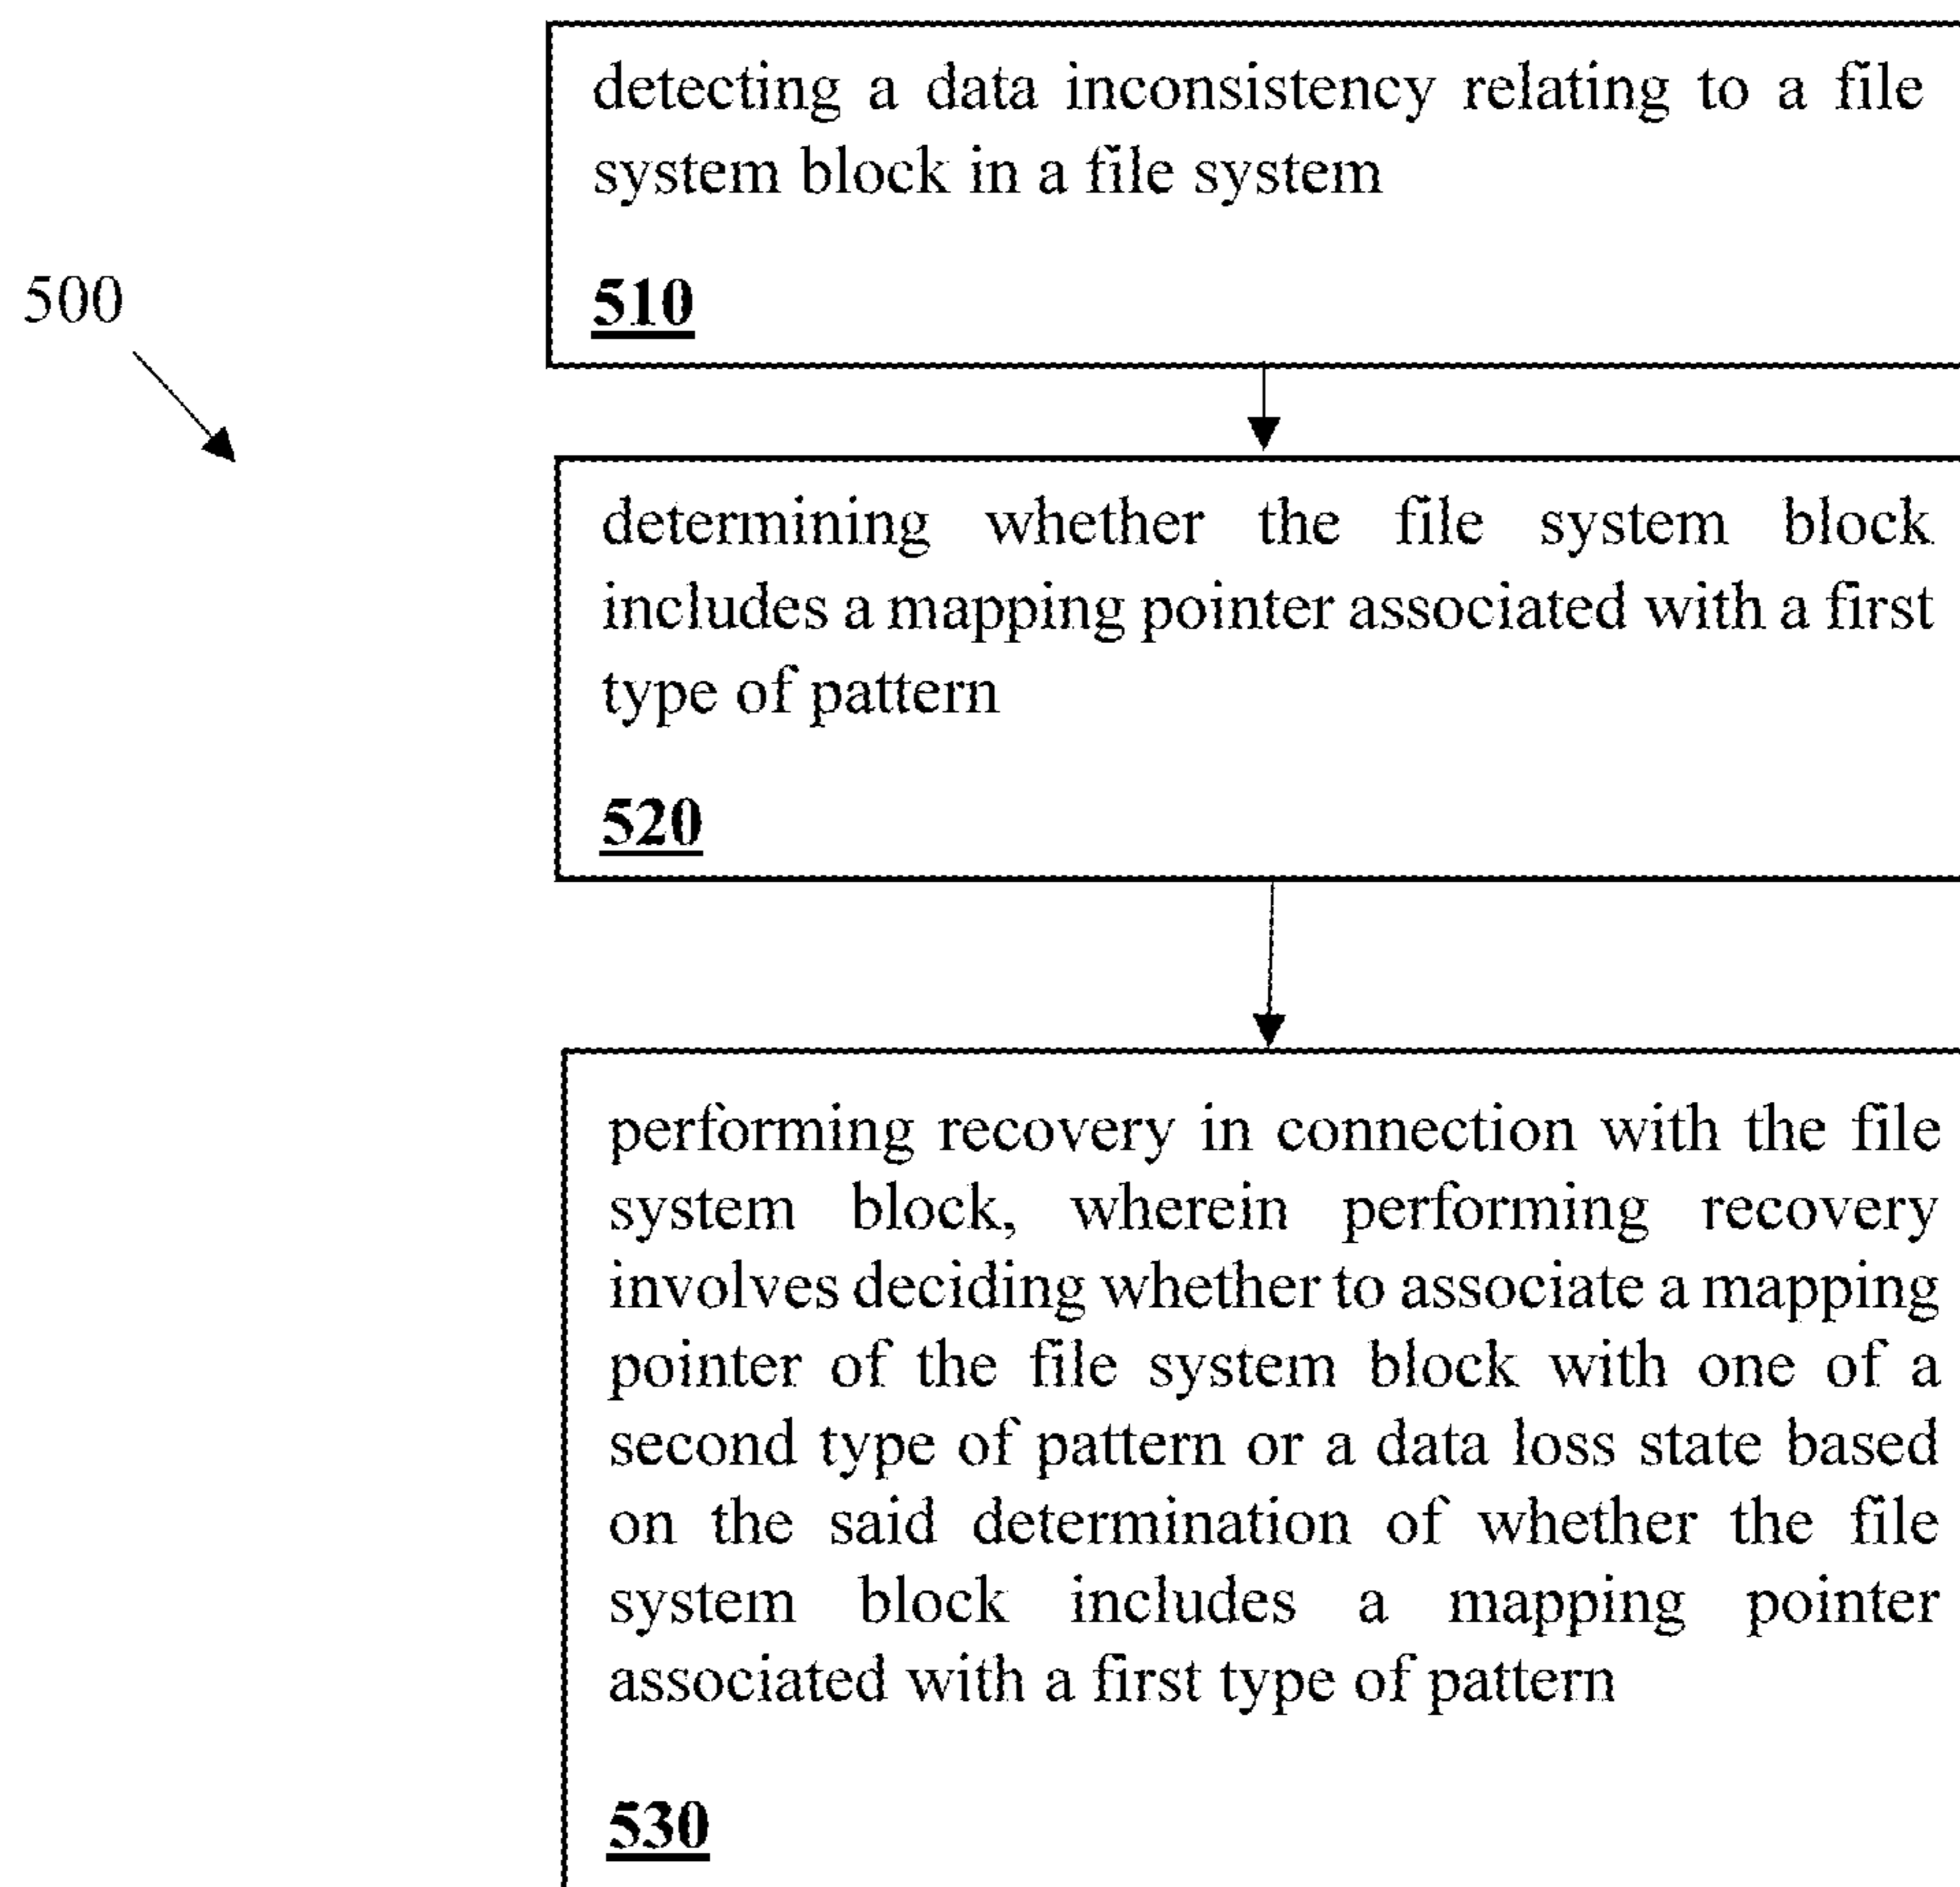 detecting a data inconsistency relating to a file
system block in a file system
510
500
determining whether the file system block
includes a mapping pointer associated with a first
type of pattern
520
performing recovery in connection with the file
system block, wherein performing recovery
involves deciding whether to associate a mapping
pointer of the file system block with one of a
second type of pattern or a data loss state based
on the said determination of whether the file
system block includes a mapping pointer
associated with a first type of pattern
530